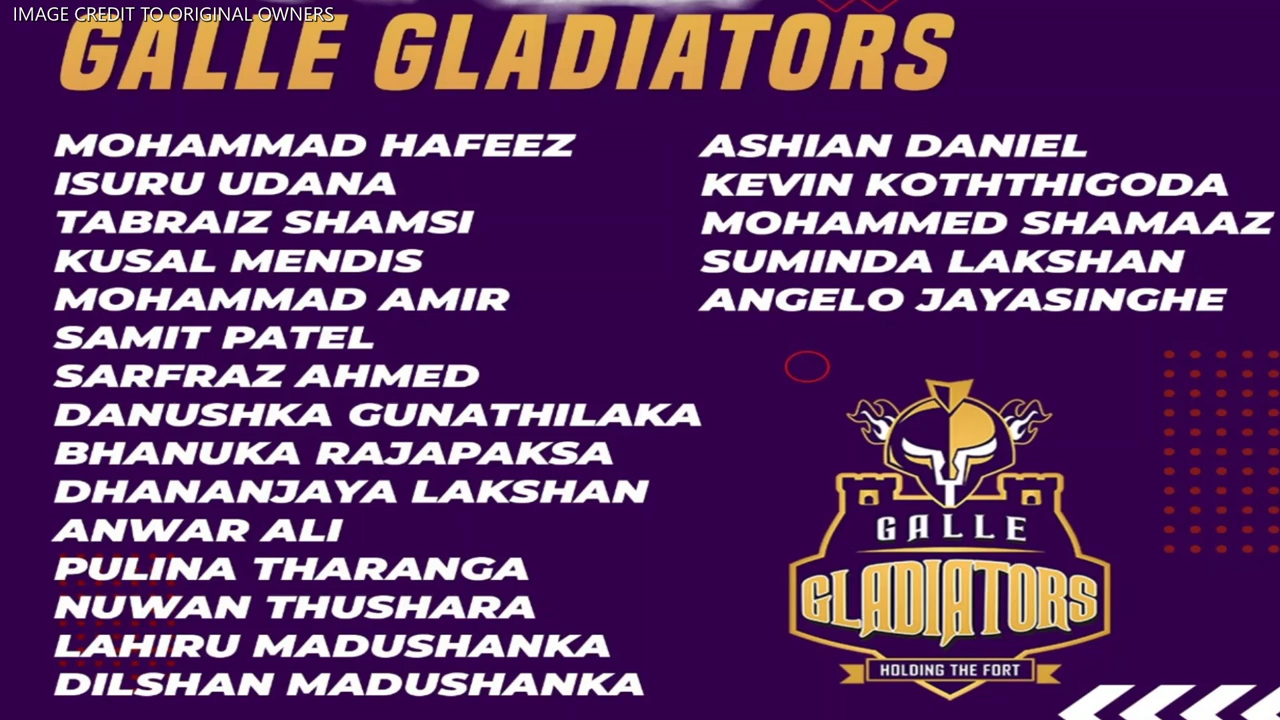 IMAGE CREDIT TO ORIGINAL OWNERS
GALLE GLADIATORS
MOHAMMAD HAFEEZ
ISURU UDANA
TABRAIZ SHAMSI
KUSAL MENDIS
MOHAMMAD AMIR
SAMIT PATEL
SARFRAZ AHMED
DANUSHKA GUNATHILAKA
BHANUKA RAJAPAKSA
DHANANJAYA LAKSHAN
ANWAR ALI
PULINA THARANGA
NUWAN THUSHARA
LAHIRU MADUSHANKA
DILSHAN MADUSHANKA
ASHIAN DANIEL
KEVIN KOTHTHIGODA
MOHAMMED SHAMAAZ
SUMINDA LAKSHAN
ANGELO JAYASINGHE
GALLE
GLADIATORS
HOLDING THE FORT